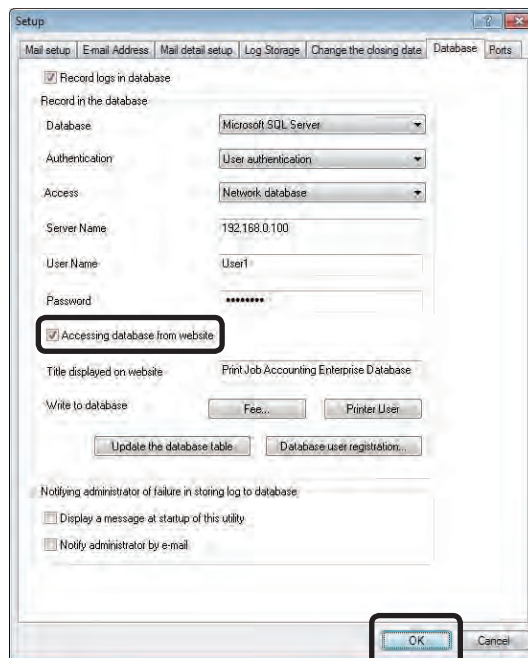 Setup
Mail setup E-mail Address Mail detail setup Log Storage Change the closing date Database Ports
Record logs in database
Record in the database
Database Microsoft SQL Server
Authentication User authentication
Access Network database
Server Name 192.168.0.100
User Name User1
Password ••••••••
Accessing database from website
Title displayed on website Print Job Accounting Enterprise Database
Write to database Fee... Printer User
Update the database table Database user registration...
Notifying administrator of failure in storing log to database
Display a message at startup of this utility
Notify administrator by e-mail
OK Cancel